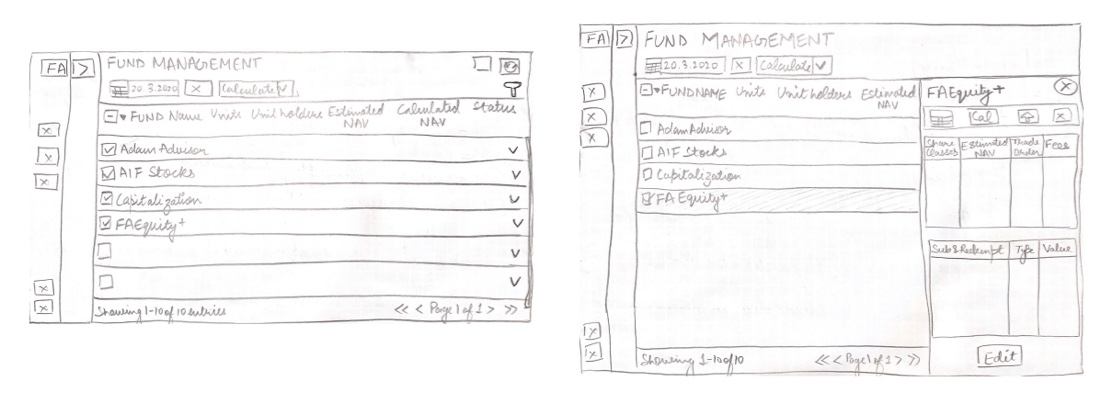 FA > FUND MANAGEMENT
20.3.2020 x Calculate v
FUND Name Units Unit holders Estimated NAV Calculated NAV Status
Adam Advisor
AIF Stocks
Capitalization
FAEquity+
Showing 1-10 of 10 entries << < Page 1 of 1 > >>
FA > FUND MANAGEMENT
20.3.2020 x Calculate v
FUNDNAME Units Unit holders Estimated NAV
Adam Advisor
AIF Stocks
Capitalization
FA Equity+
Showing 1-10 of 10 << < Page 1 of 1 > >>
FAEquity+ x
Cal x
Share Classes Estimated NAV Trade Order Fees
Sub & Redempt Type Value
Edit